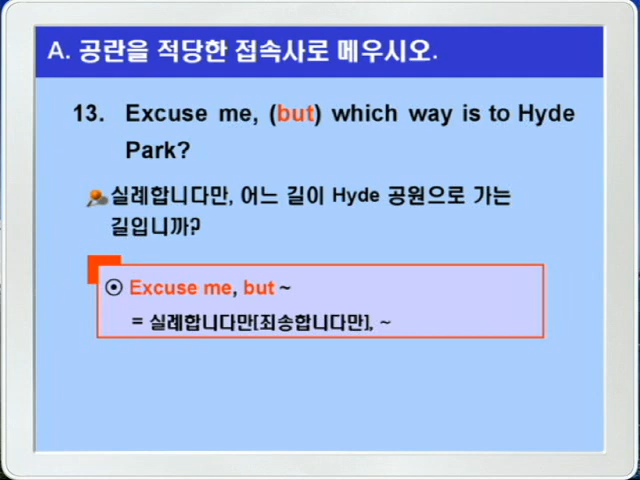 A. 공란을 적당한 접속사로 메우시오.
13. Excuse me, (but) which way is to Hyde
Park?
실례합니다만, 어느 길이 Hyde 공원으로 가는
길입니까?
⊙ Excuse me, but ~
= 실례합니다만[죄송합니다만], ~